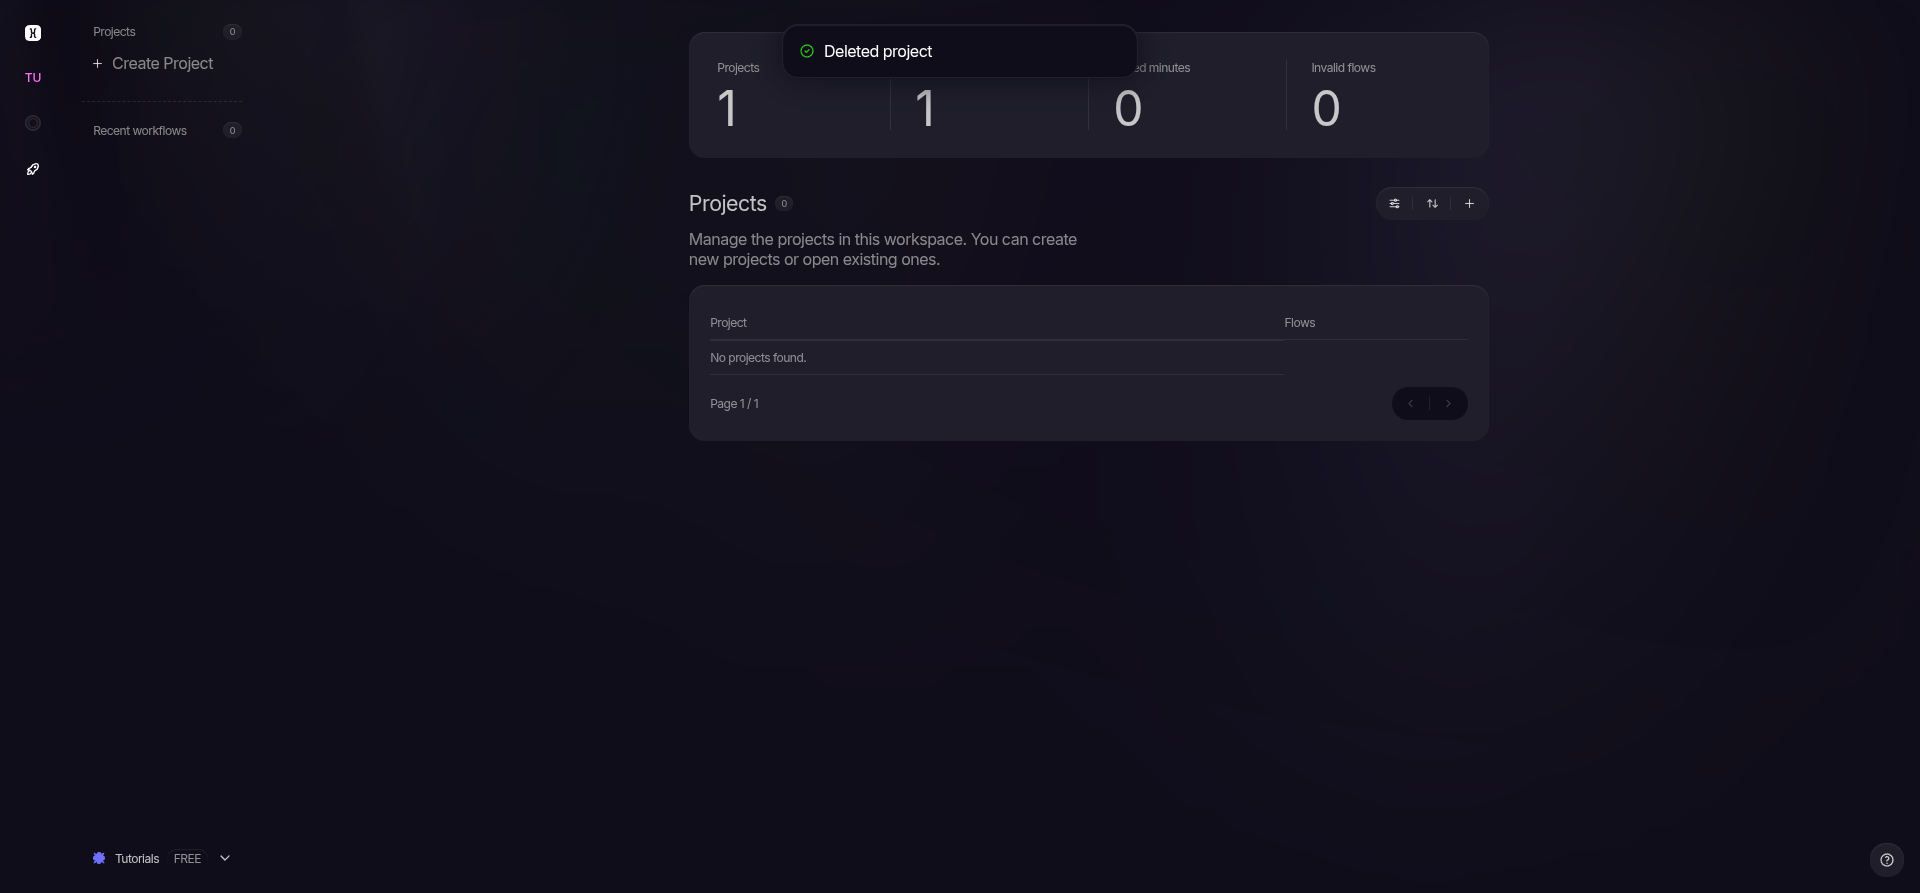 Projects 0
+ Create Project
TU
Recent workflows 0
Deleted project
Projects
minutes
Invalid flows
1
1
0
0
Projects 0
Manage the projects in this workspace. You can create
new projects or open existing ones.
Project Flows
No projects found.
Page 1 / 1
Tutorials FREE